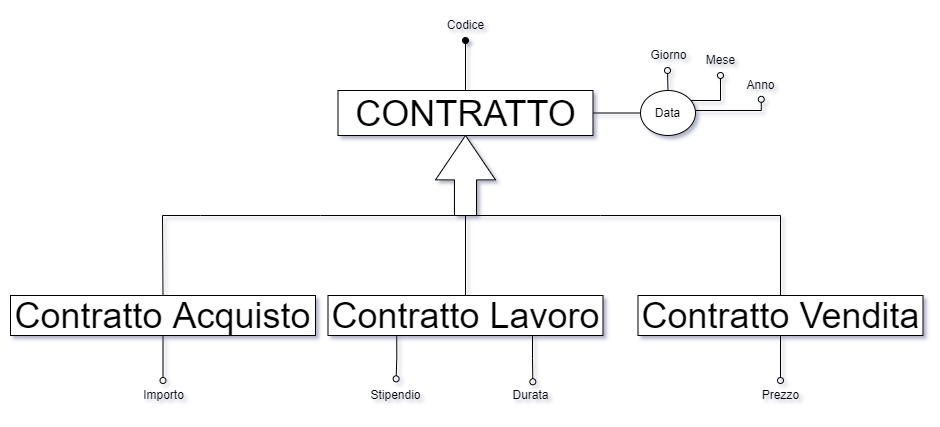 Codice
Giorno
Mese
Anno
CONTRATTO
Data
Contratto Acquisto
Contratto Lavoro
Contratto Vendita
Importo
Stipendio
Durata
Prezzo